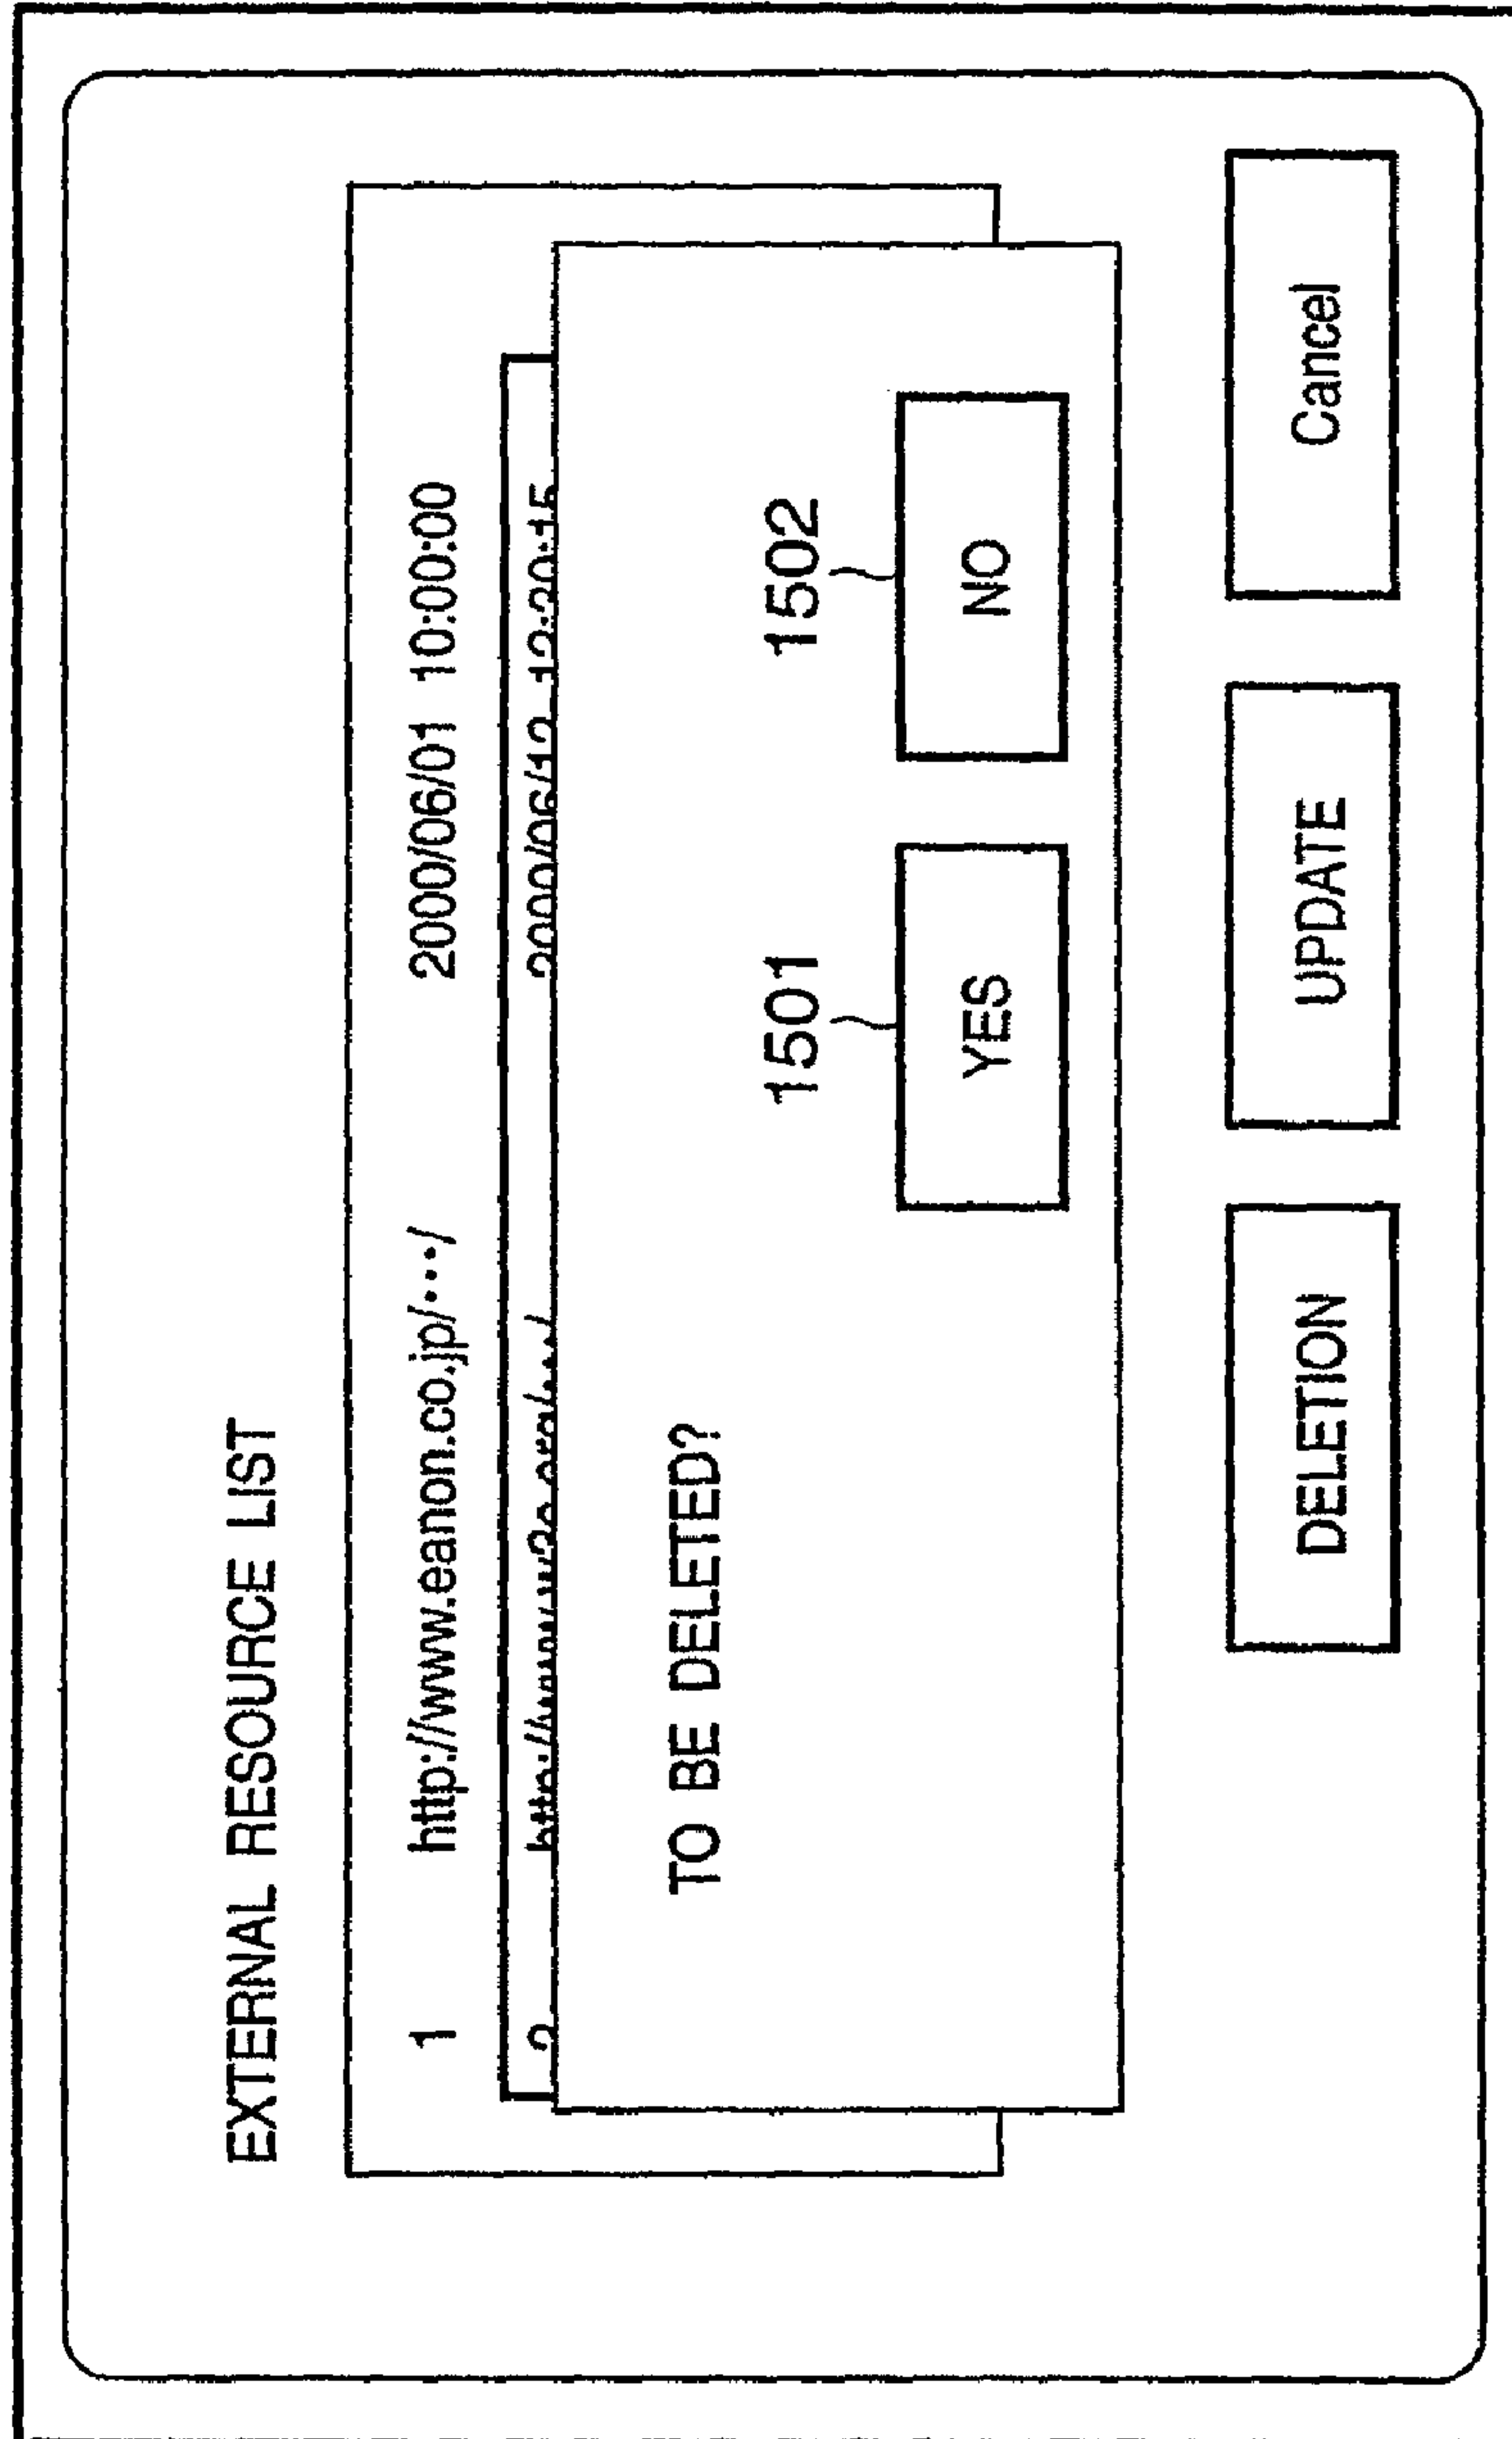 EXTERNAL RESOURCE LIST
1 http://www.eanon.co.jp/···/ 2000/06/01 10:00:00
2
TO BE DELETED?
1501 1502
YES NO
DELETION UPDATE Cancel